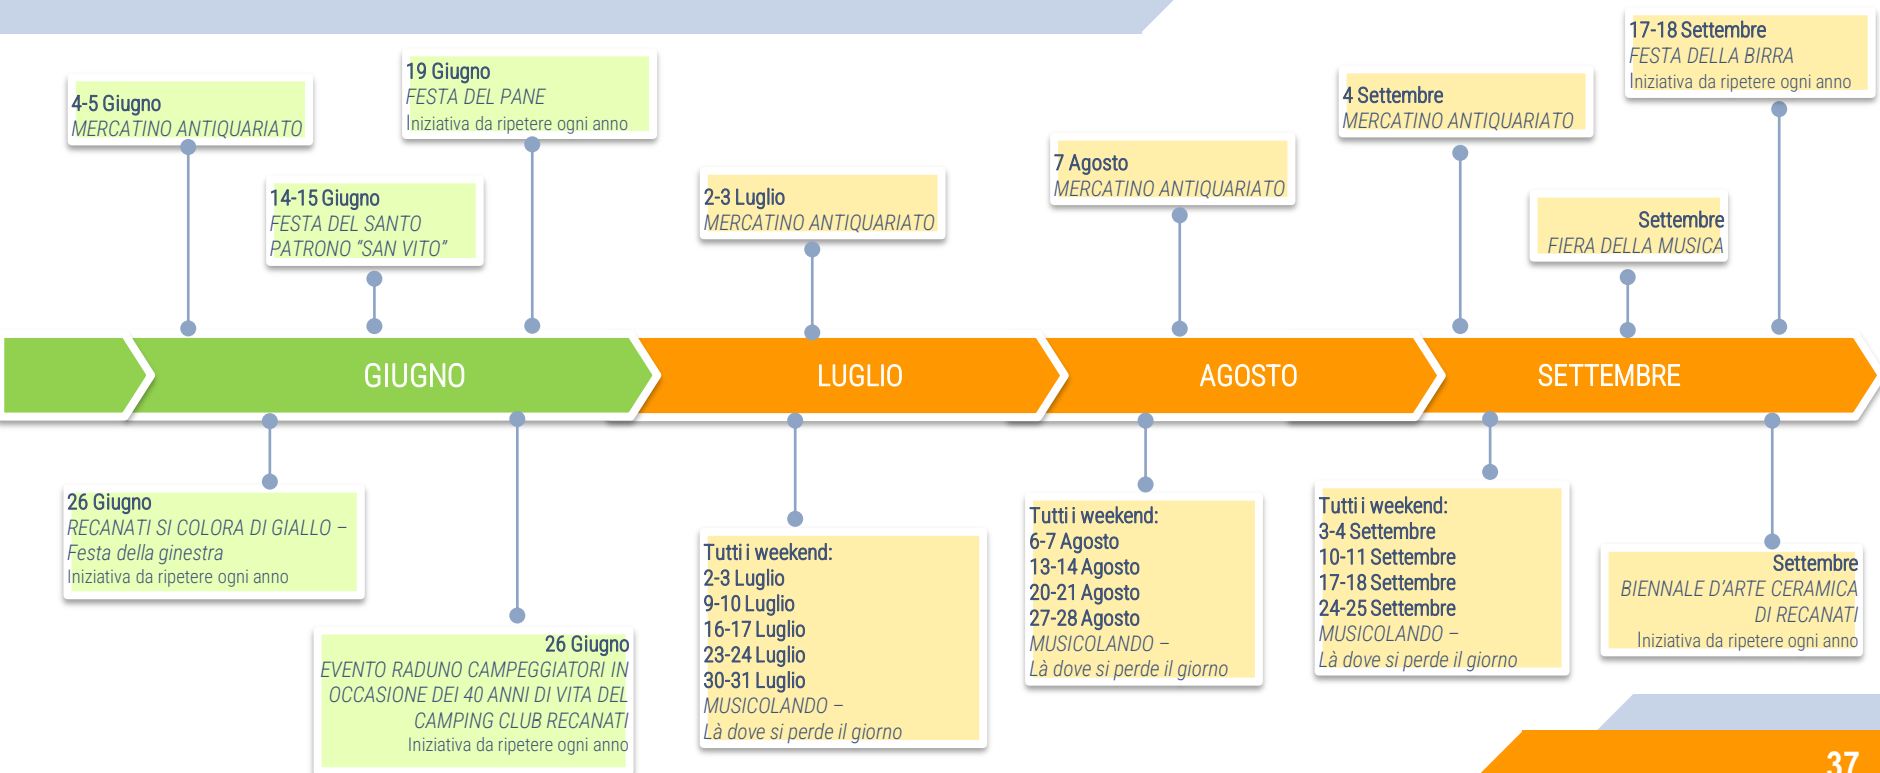 17-18 Settembre
FESTA DELLA BIRRA
Iniziativa da ripetere ogni anno
19 Giugno
FESTA DEL PANE
Iniziativa da ripetere ogni anno
4-5 Giugno
MERCATINO ANTIQUARIATO
4 Settembre
MERCATINO ANTIQUARIATO
14-15 Giugno
FESTA DEL SANTO
PATRONO “SAN VITO”
2-3 Luglio
MERCATINO ANTIQUARIATO
7 Agosto
MERCATINO ANTIQUARIATO
Settembre
FIERA DELLA MUSICA
GIUGNO
LUGLIO
AGOSTO
SETTEMBRE
26 Giugno
RECANATI SI COLORA DI GIALLO –
Festa della ginestra
Iniziativa da ripetere ogni anno
26 Giugno
EVENTO RADUNO CAMPEGGIATORI IN
OCCASIONE DEI 40 ANNI DI VITA DEL
CAMPING CLUB RECANATI
Iniziativa da ripetere ogni anno
Tutti i weekend:
2-3 Luglio
9-10 Luglio
16-17 Luglio
23-24 Luglio
30-31 Luglio
MUSICOLANDO –
Là dove si perde il giorno
Tutti i weekend:
6-7 Agosto
13-14 Agosto
20-21 Agosto
27-28 Agosto
MUSICOLANDO –
Là dove si perde il giorno
Tutti i weekend:
3-4 Settembre
10-11 Settembre
17-18 Settembre
24-25 Settembre
MUSICOLANDO –
Là dove si perde il giorno
Settembre
BIENNALE D’ARTE CERAMICA
DI RECANATI
Iniziativa da ripetere ogni anno
37